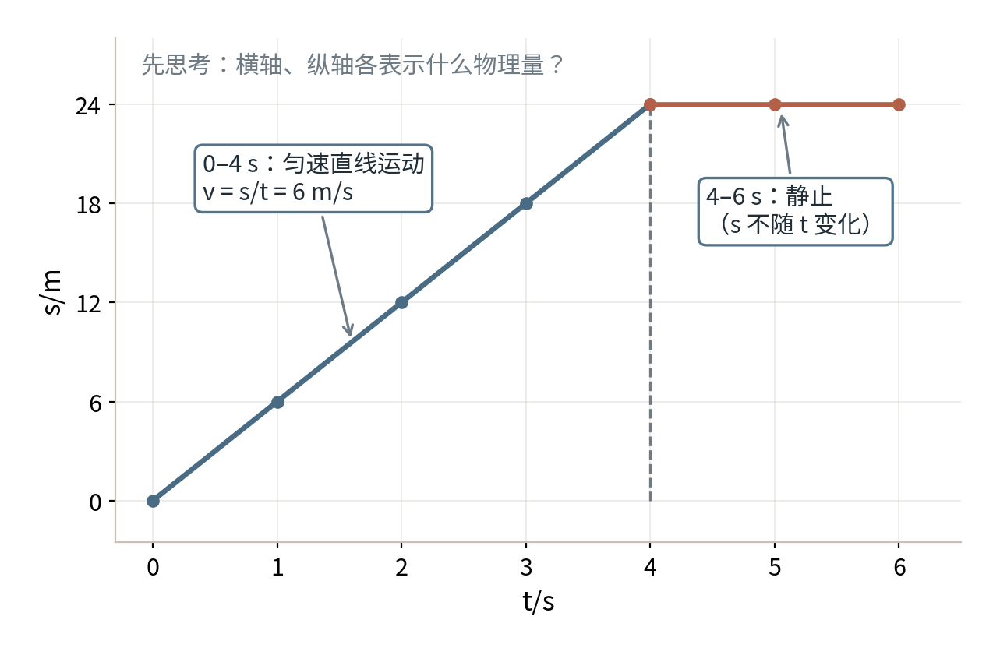 先思考：横轴、纵轴各表示什么物理量？
24
18
12
6
0
s/m
0–4 s：匀速直线运动
v = s/t = 6 m/s
4–6 s：静止
（s 不随 t 变化）
0 1 2 3 4 5 6
t/s